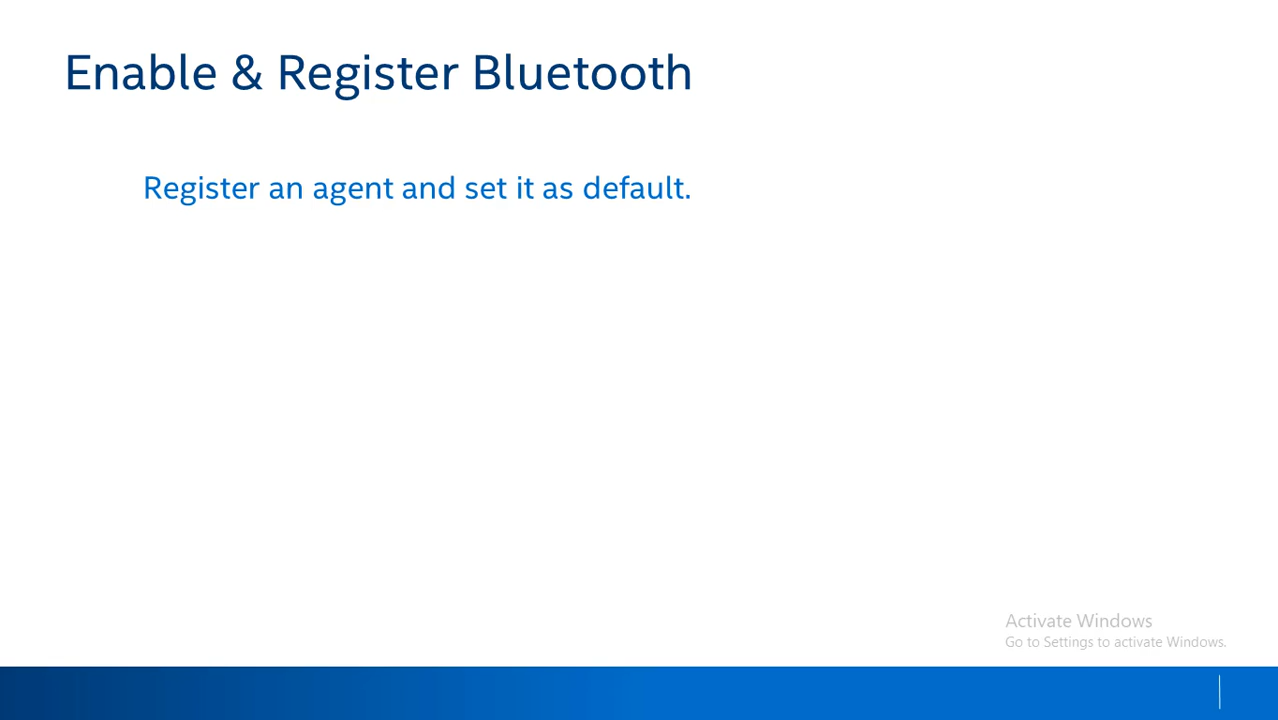 Enable & Register Bluetooth
Register an agent and set it as default.
Activate Windows
Go to Settings to activate Windows.